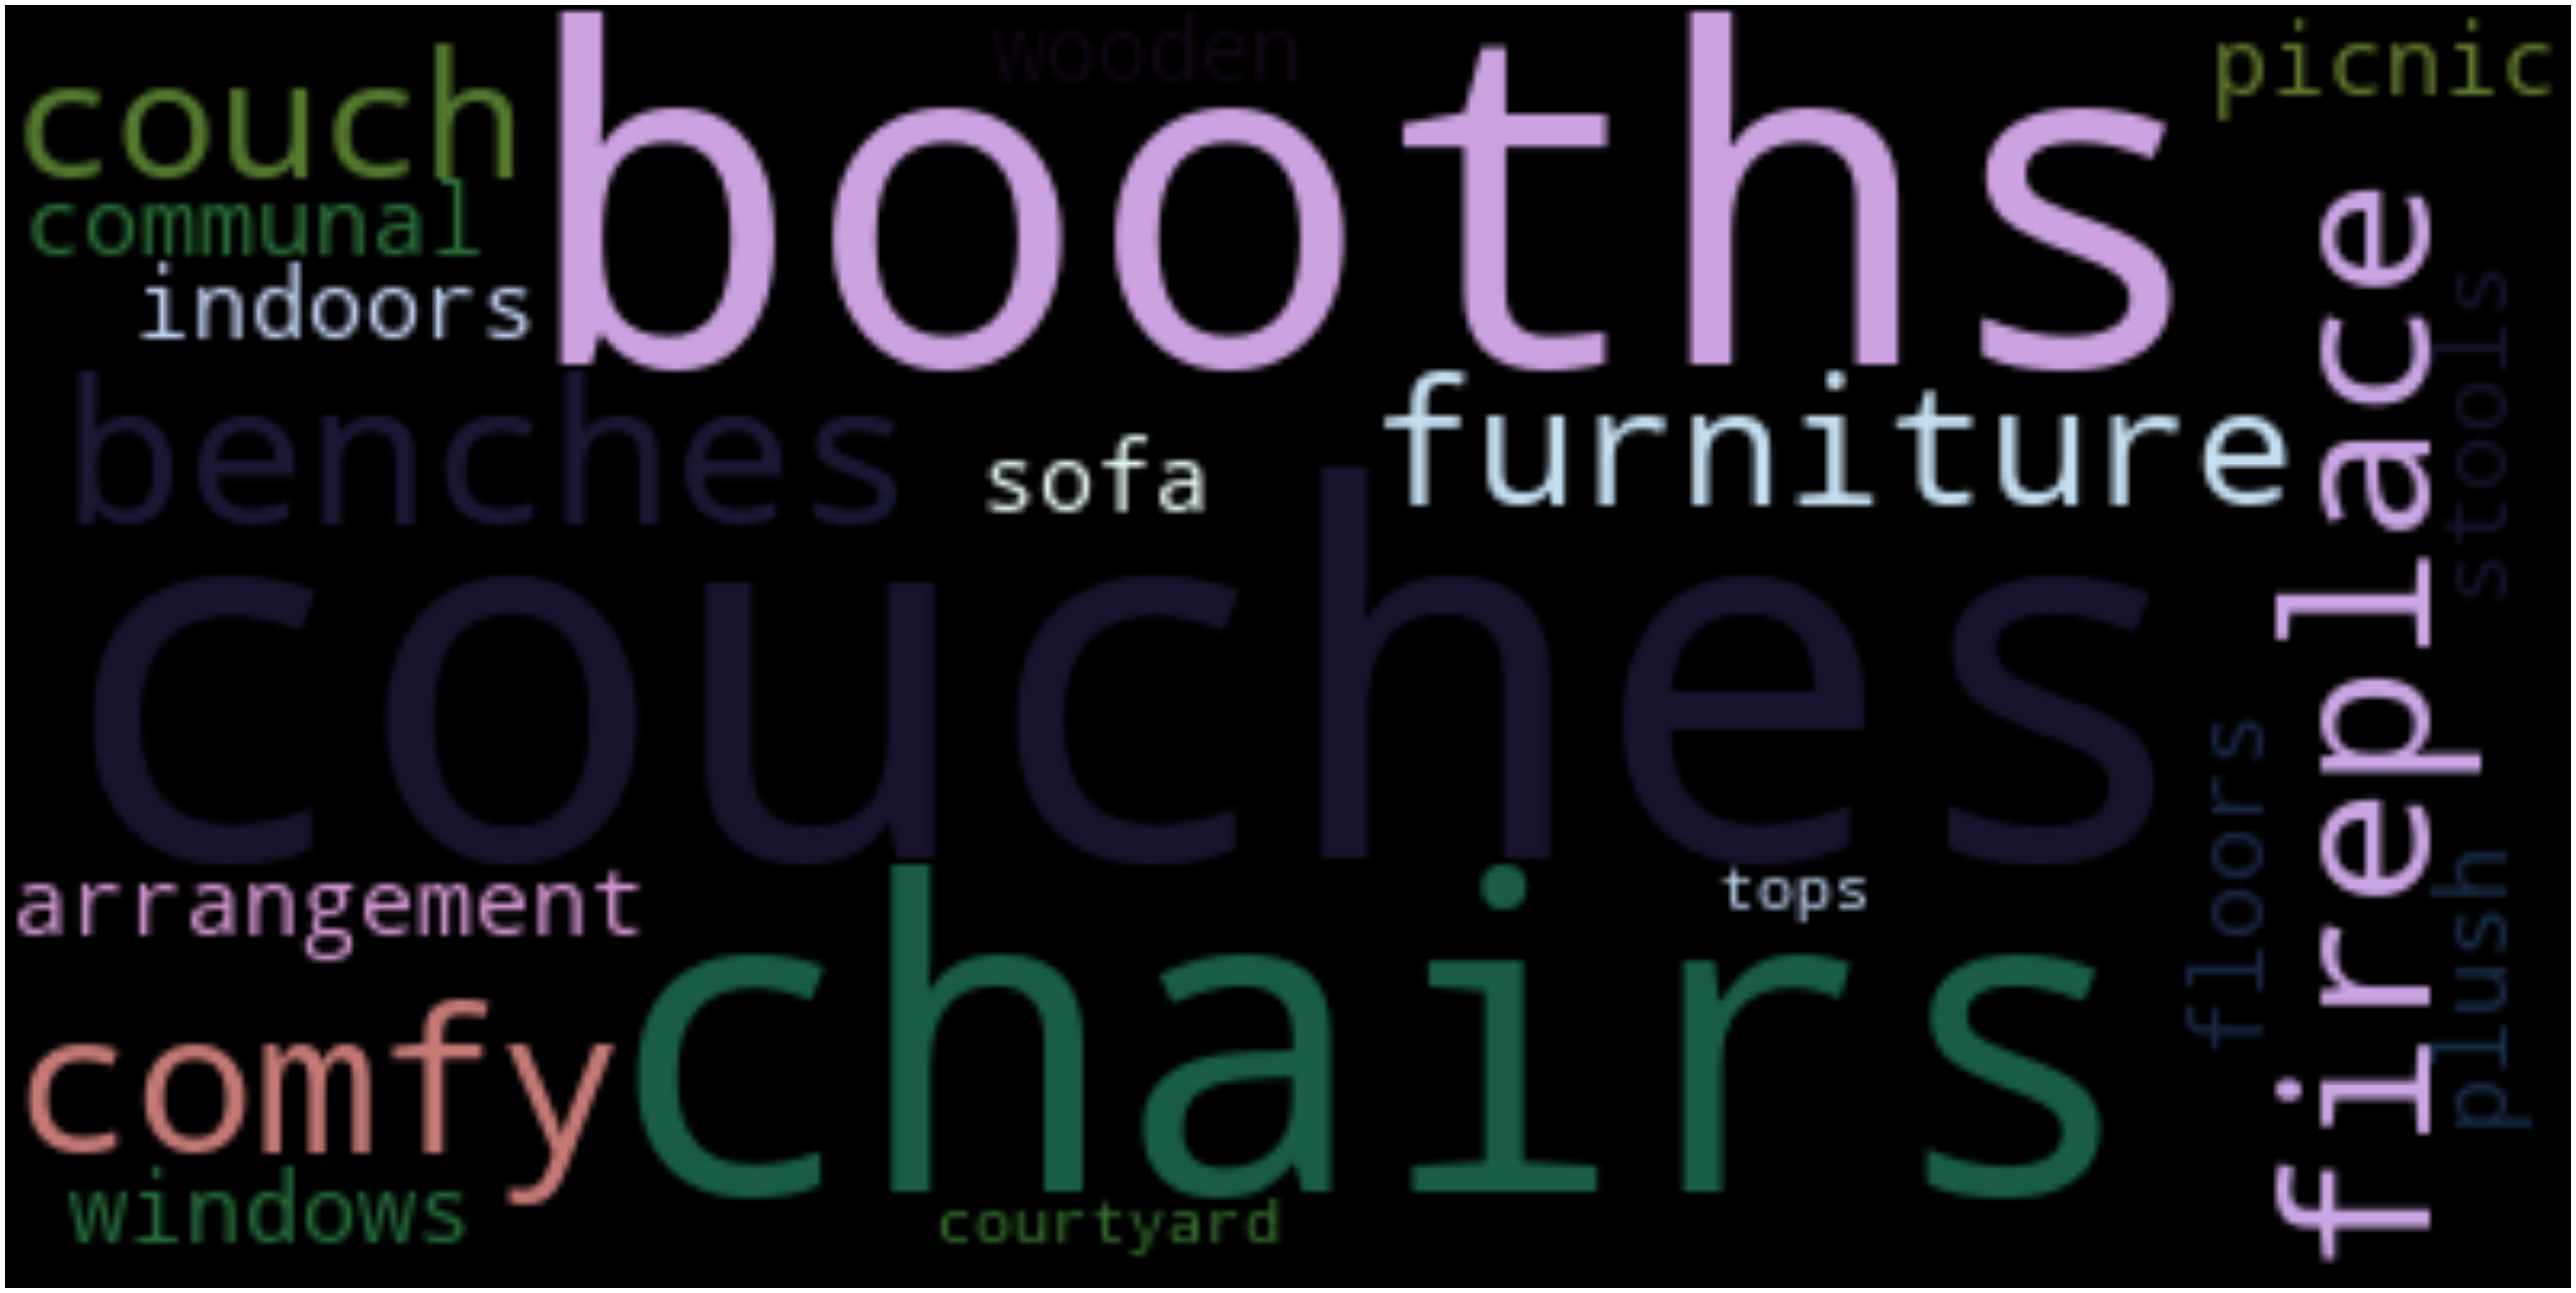 couch
booths
wooden
picnic
communal
indoors
benches
sofa
furniture
fireplace
stools
couches
floors
plush
arrangement
tops
comfy
chairs
windows
courtyard